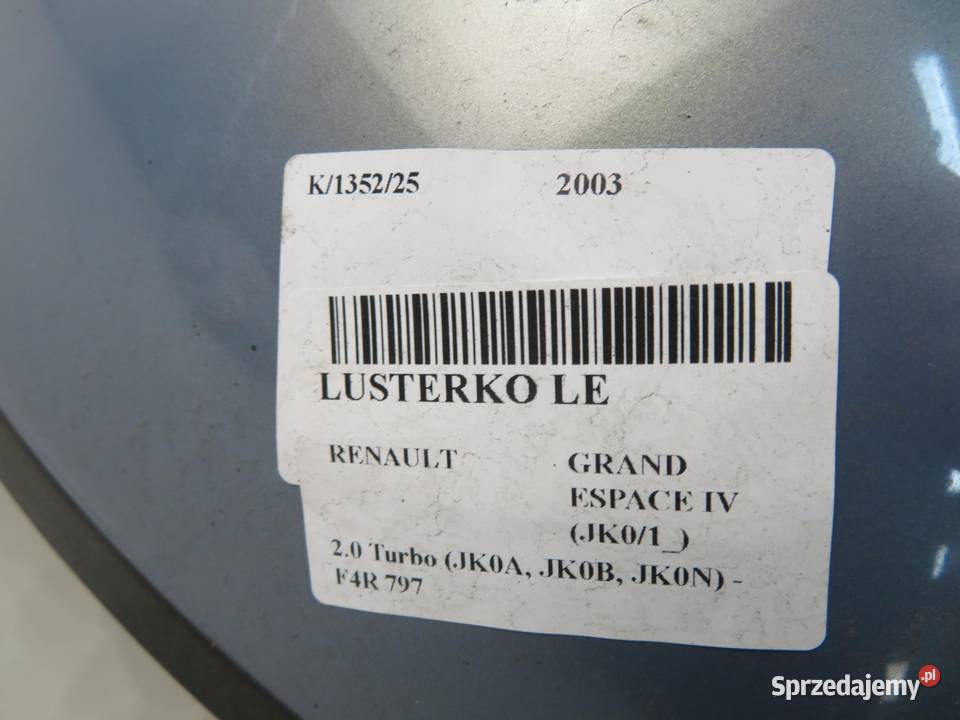 K/1352/25 2003
LUSTERKO LE
RENAULT GRAND
ESPACE IV
(JK0/1_)
2.0 Turbo (JK0A, JK0B, JK0N) -
F4R 797
Sprzedajemy.pl